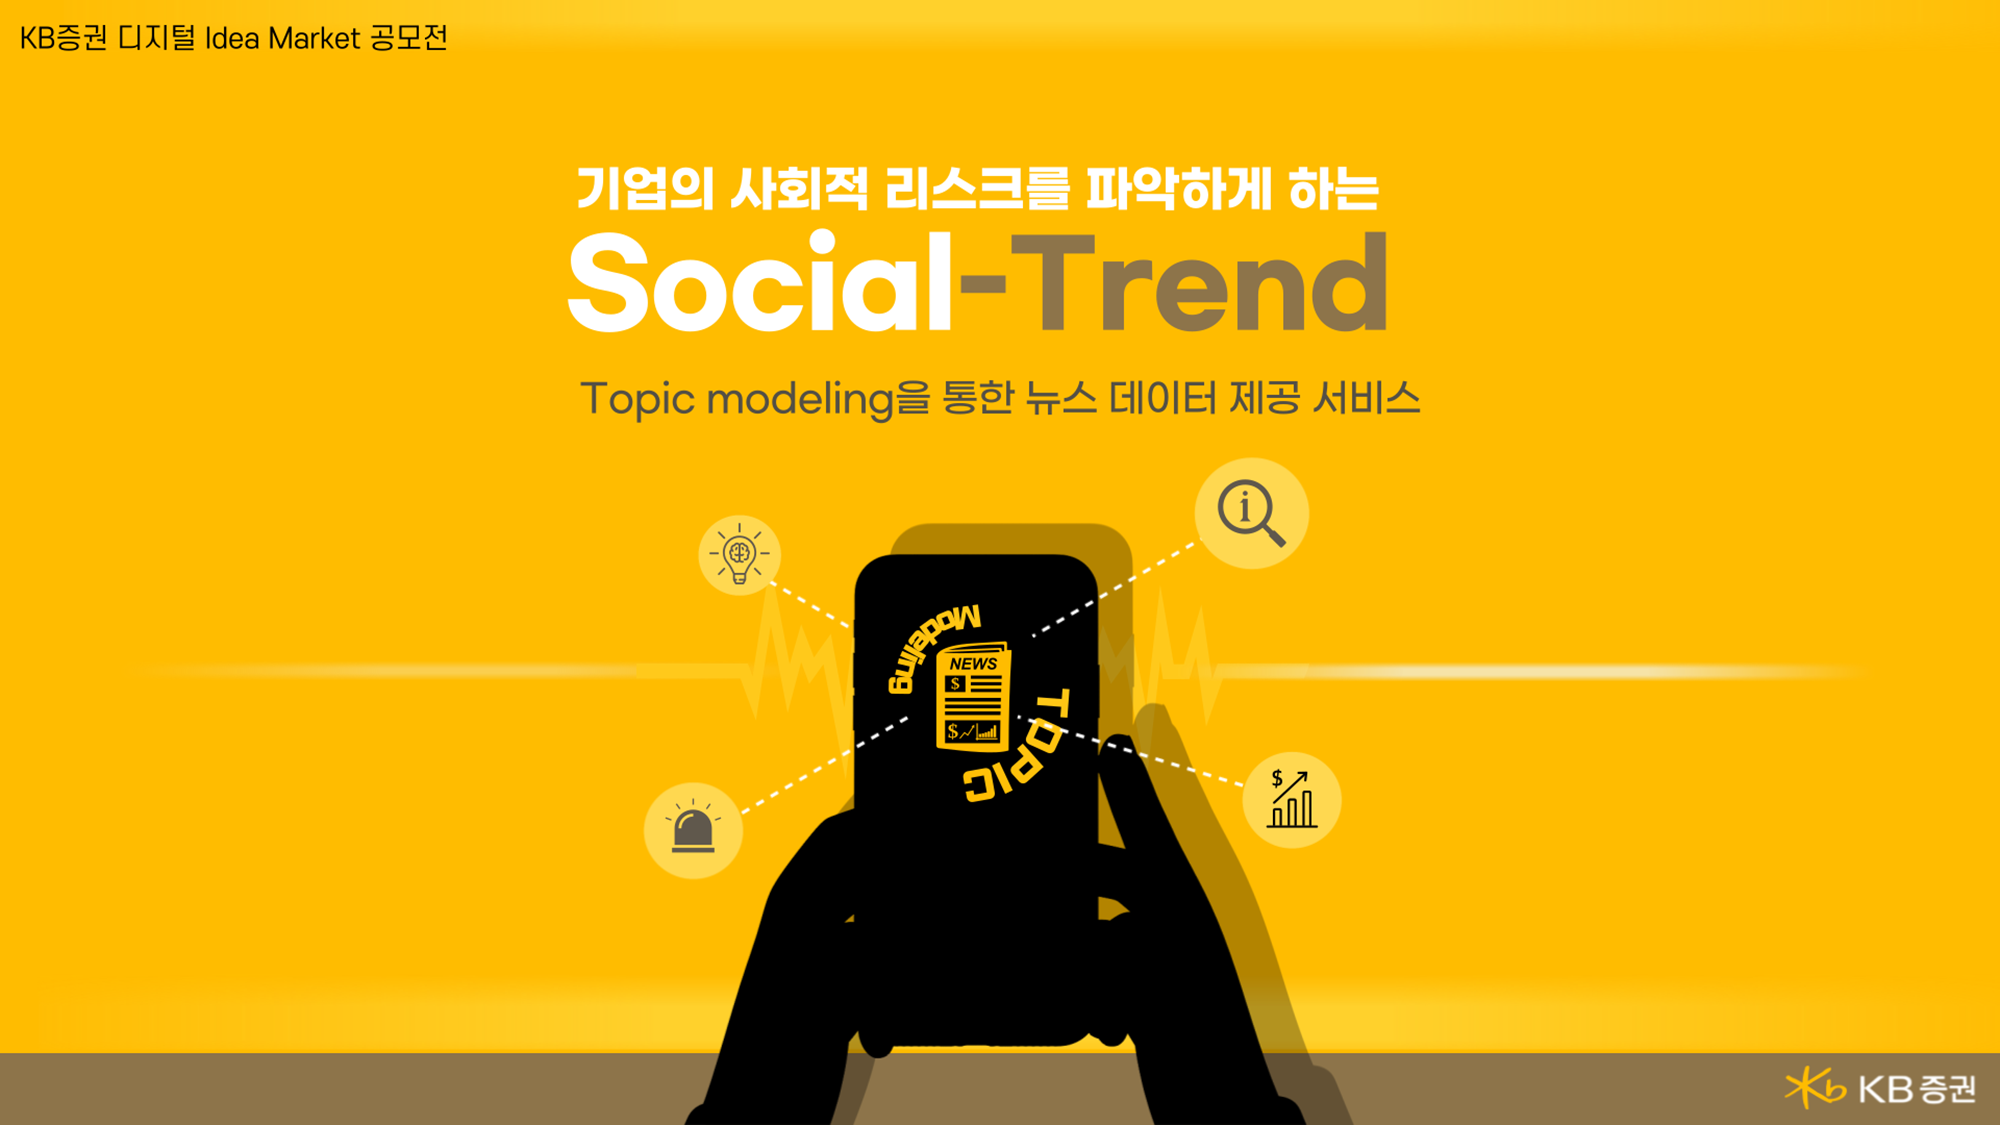 KB증권 디지털 Idea Market 공모전
기업의 사회적 리스크를 파악하게 하는
Social-Trend
Topic modeling을 통한 뉴스 데이터 제공 서비스
Modeling
NEWS
TOPIC
KB증권